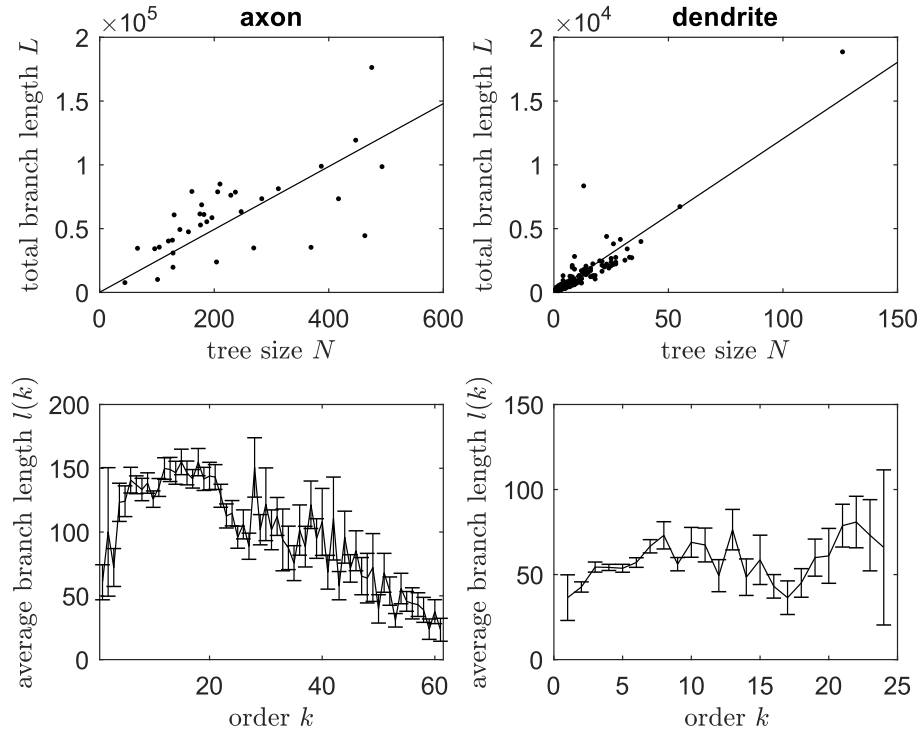 axon
×10⁵
2
1.5
1
0.5
0
0 200 400 600
total branch length L
tree size N
dendrite
×10⁴
2
1.5
1
0.5
0
0 50 100 150
total branch length L
tree size N
200
150
100
50
0
20 40 60
average branch length l(k)
order k
150
100
50
0
0 5 10 15 20 25
average branch length l(k)
order k